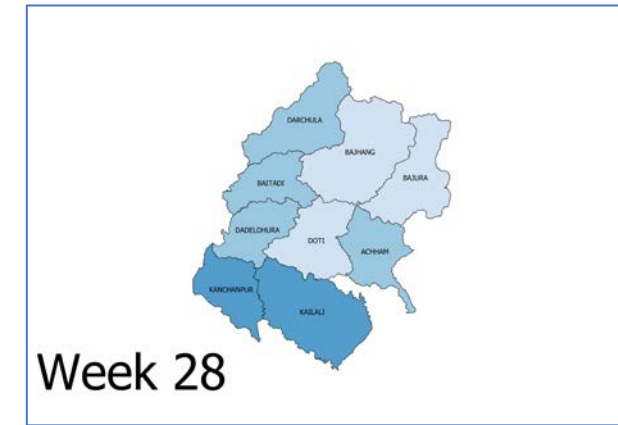 DARCHULA
BAJHANG
BAJURA
BAITADI
DADELDHURA
DOTI
ACHHAM
KANCHANPUR
KAILALI
Week 28